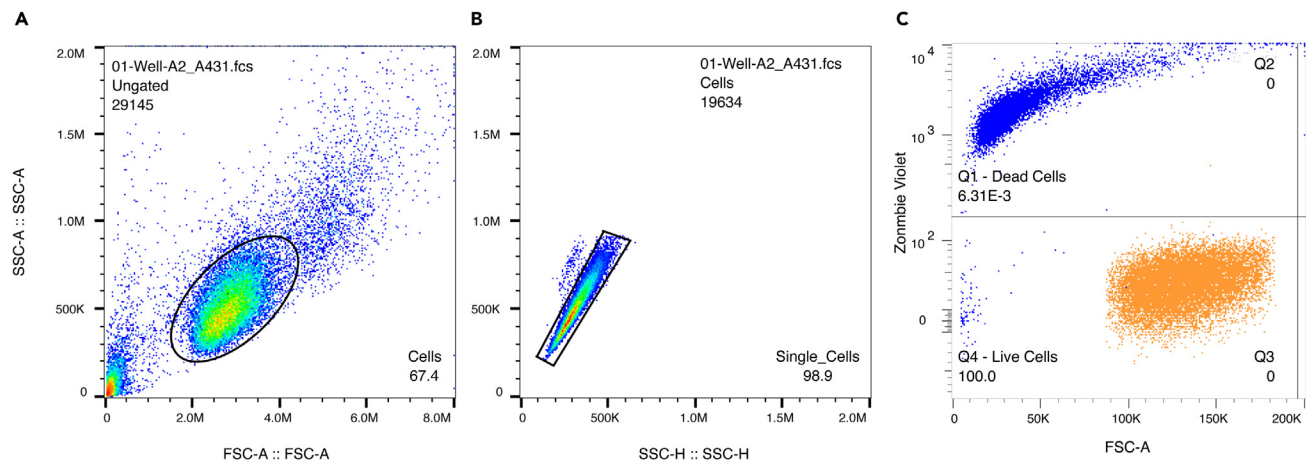 A
01-Well-A2_A431.fcs
Ungated
29145
2.0M
1.5M
1.0M
500K
0
SSC-A :: SSC-A
Cells
67.4
0 2.0M 4.0M 6.0M 8.0M
FSC-A :: FSC-A
B
01-Well-A2_A431.fcs
Cells
19634
2.0M
1.5M
1.0M
500K
0
Single_Cells
98.9
0 500K 1.0M 1.5M 2.0M
SSC-H :: SSC-H
C
Zonmbie Violet
10^4
10^3
10^2
0
Q2
0
Q1 - Dead Cells
6.31E-3
Q4 - Live Cells
100.0
Q3
0
0 50K 100K 150K 200K
FSC-A